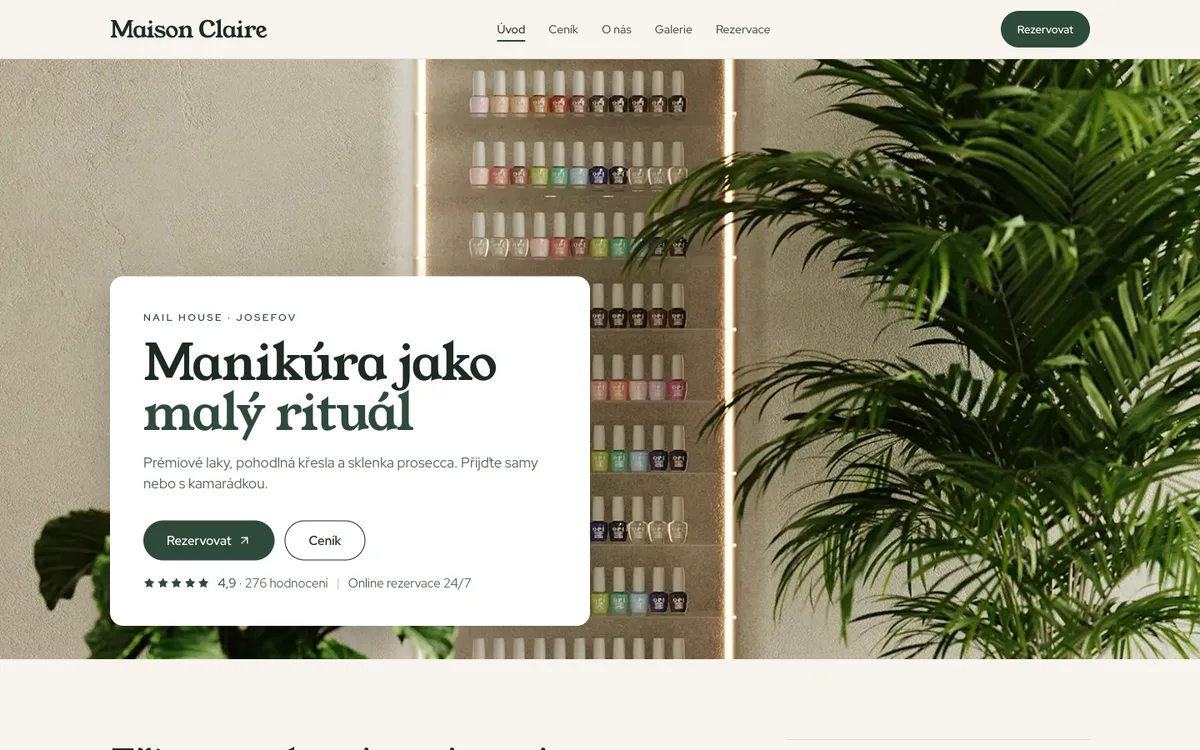 Maison Claire
Úvod
Ceník
O nás
Galerie
Rezervace
Rezervovat
NAIL HOUSE · JOSEFOV
Manikúra jako
malý rituál
Prémiové laky, pohodlná křesla a sklenka prosecca. Přijďte samy
nebo s kamarádkou.
Rezervovat
Ceník
4,9 · 276 hodnocení | Online rezervace 24/7